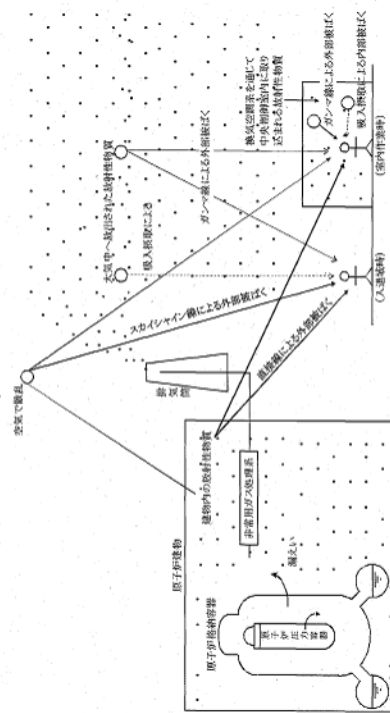 空気で散乱
大気中へ放出された放射性物質
吸入摂取による
ガンマ線による外部被ばく
スカイシャイン線による外部被ばく
直接線による外部被ばく
換気空調系を通じて
中央制御室内に取り
込まれる放射性物質
ガンマ線による外部被ばく
吸入摂取による内部被ばく
(入退域時)
(室内作業時)
排気筒
原子炉建物
建物内の放射性物質
非常用ガス処理系
漏えい
原子炉格納容器
原子炉
圧力容器